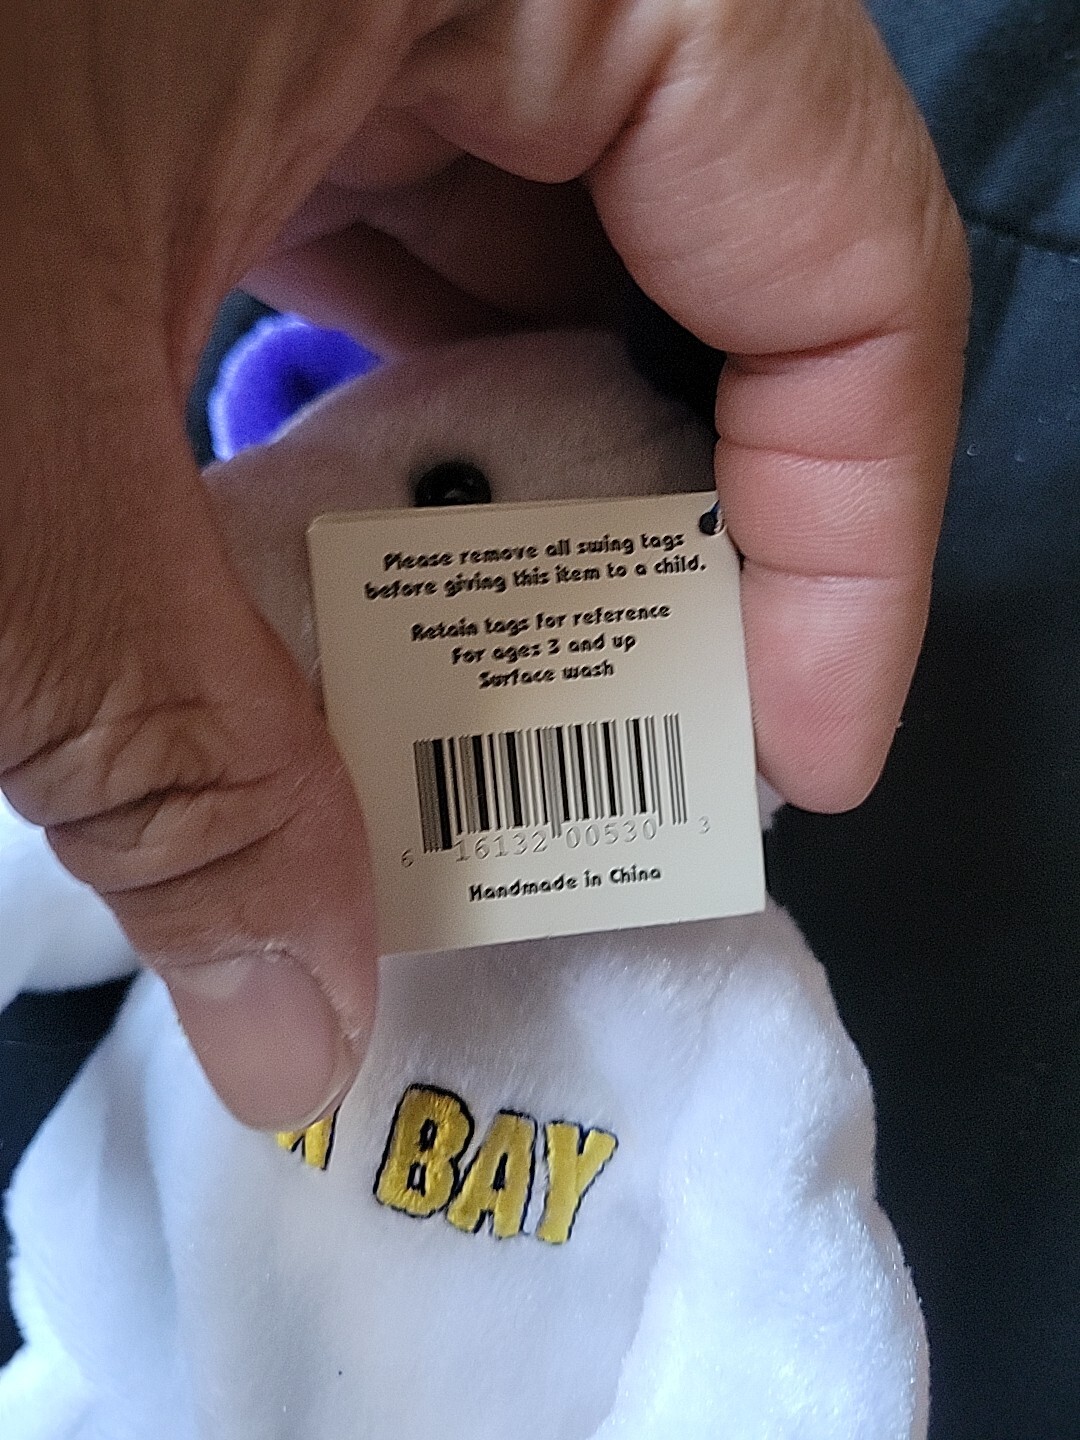 Please remove all swing tags
before giving this item to a child.
Retain tags for reference
For ages 3 and up
Surface wash
6 16132 00530 3
Handmade in China
BAY